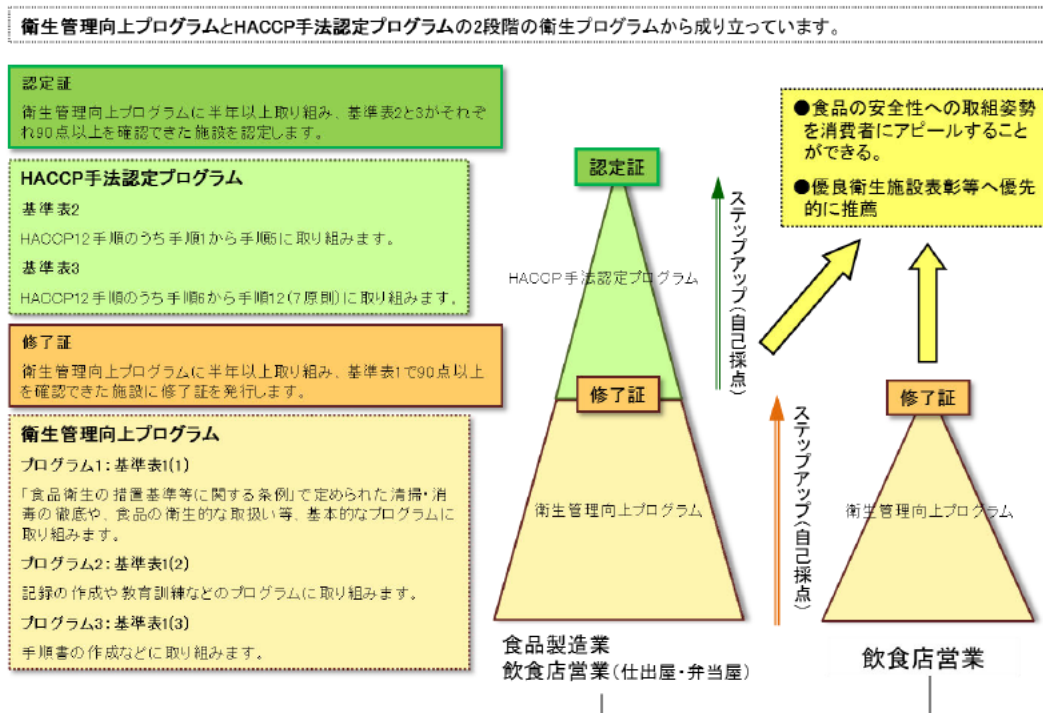 衛生管理向上プログラムとHACCP手法認定プログラムの2段階の衛生プログラムから成り立っています。
認定証
衛生管理向上プログラムに半年以上取り組み、基準表2と3がそれぞ
れ90点以上を確認できた施設を認定します。
HACCP手法認定プログラム
基準表2
HACCP12手順のうち手順1から手順5に取り組みます。
基準表3
HACCP12手順のうち手順6から手順12(7原則)に取り組みます。
修了証
衛生管理向上プログラムに半年以上取り組み、基準表1で90点以上
を確認できた施設に修了証を発行します。
衛生管理向上プログラム
プログラム1:基準表1(1)
「食品衛生の措置基準等に関する条例」で定められた清掃・消
毒の徹底や、食品の衛生的な取扱い等、基本的なプログラムに
取り組みます。
プログラム2:基準表1(2)
記録の作成や教育訓練などのプログラムに取り組みます。
プログラム3:基準表1(3)
手順書の作成などに取り組みます。
認定証
HACCP手法認定プログラム
修了証
衛生管理向上プログラム
食品製造業
飲食店営業(仕出屋・弁当屋)
ステップアップ(自己採点)
ステップアップ(自己採点)
●食品の安全性への取組姿勢
を消費者にアピールすること
ができる。
●優良衛生施設表彰等へ優先
的に推薦
修了証
衛生管理向上プログラム
飲食店営業